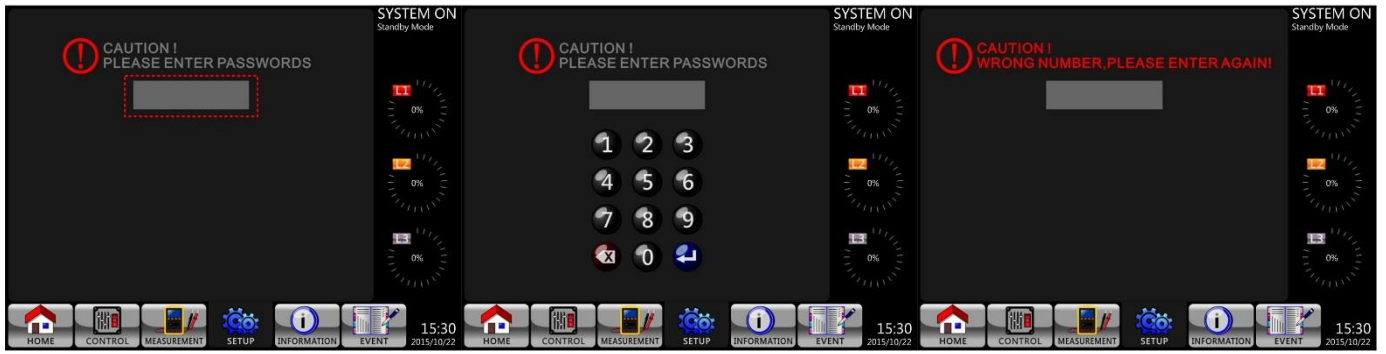 SYSTEM ON
Standby Mode
CAUTION !
PLEASE ENTER PASSWORDS
L1
0%
L2
0%
L3
0%
HOME
CONTROL
MEASUREMENT
SETUP
INFORMATION
EVENT
15:30
2015/10/22
SYSTEM ON
Standby Mode
CAUTION !
PLEASE ENTER PASSWORDS
1 2 3
4 5 6
7 8 9
X 0
L1
0%
L2
0%
L3
0%
HOME
CONTROL
MEASUREMENT
SETUP
INFORMATION
EVENT
15:30
2015/10/22
SYSTEM ON
Standby Mode
CAUTION !
WRONG NUMBER,PLEASE ENTER AGAIN!
L1
0%
L2
0%
L3
0%
HOME
CONTROL
MEASUREMENT
SETUP
INFORMATION
EVENT
15:30
2015/10/22